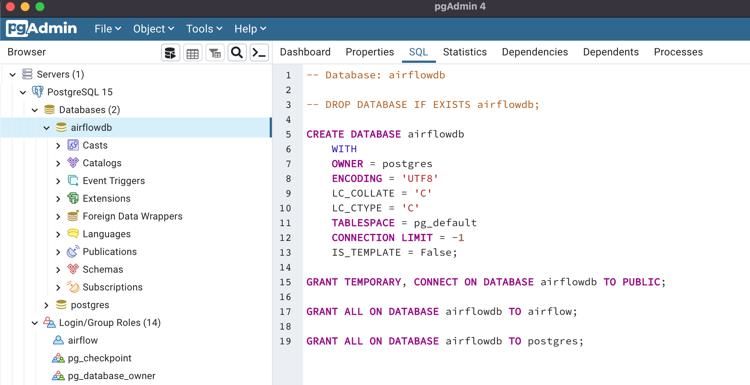 pgAdmin 4
pgAdmin File Object Tools Help
Browser
Dashboard Properties SQL Statistics Dependencies Dependents Processes
Servers (1)
PostgreSQL 15
Databases (2)
airflowdb
Casts
Catalogs
Event Triggers
Extensions
Foreign Data Wrappers
Languages
Publications
Schemas
Subscriptions
postgres
Login/Group Roles (14)
airflow
pg_checkpoint
pg_database_owner
1 -- Database: airflowdb
2
3 -- DROP DATABASE IF EXISTS airflowdb;
4
5 CREATE DATABASE airflowdb
6 WITH
7 OWNER = postgres
8 ENCODING = 'UTF8'
9 LC_COLLATE = 'C'
10 LC_CTYPE = 'C'
11 TABLESPACE = pg_default
12 CONNECTION LIMIT = -1
13 IS_TEMPLATE = False;
14
15 GRANT TEMPORARY, CONNECT ON DATABASE airflowdb TO PUBLIC;
16
17 GRANT ALL ON DATABASE airflowdb TO airflow;
18
19 GRANT ALL ON DATABASE airflowdb TO postgres;